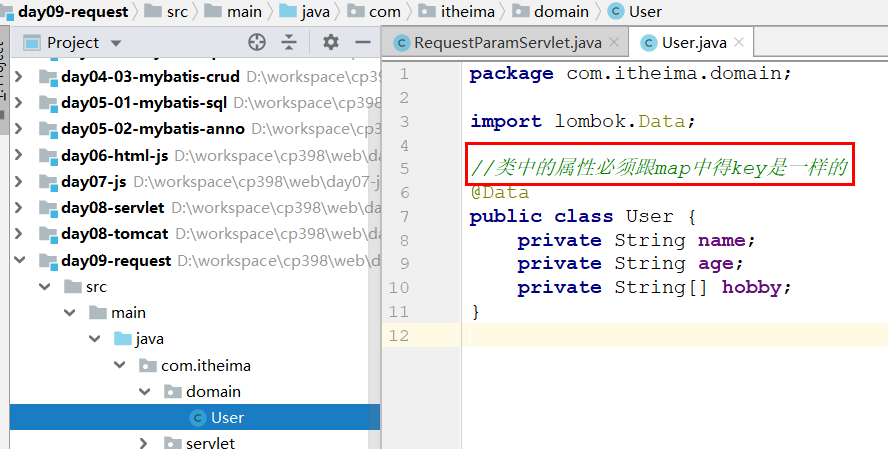 day09-request src main java com itheima domain User
Project
RequestParamServlet.java
User.java
day04-03-mybatis-crud D:\workspace\cp
day05-01-mybatis-sql D:\workspace\cp398
day05-02-mybatis-anno D:\workspace\c
day06-html-js D:\workspace\cp398\web\
day07-js D:\workspace\cp398\web\day07-j
day08-servlet D:\workspace\cp398\web\d
day08-tomcat D:\workspace\cp398\web\
day09-request D:\workspace\cp398\web\d
src
main
java
com.itheima
domain
User
servlet
1 package com.itheima.domain;
2
3 import lombok.Data;
4
5 //类中的属性必须跟map中得key是一样的
6 @Data
7 public class User {
8 private String name;
9 private String age;
10 private String[] hobby;
11 }
12